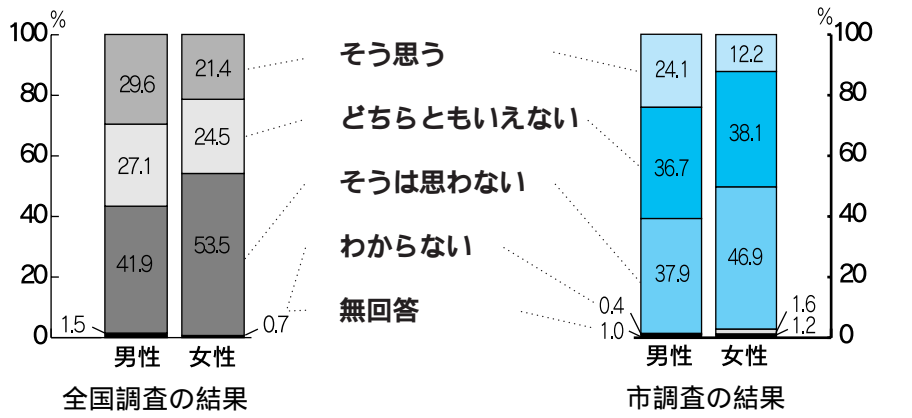 % %
100 そう思う 100
29.6 21.4 24.1 12.2
80 80
どちらともいえない
27.1 24.5 36.7 38.1
60 60
そうは思わない
40 40
41.9 53.5 わからない 37.9 46.9
20 20
無回答
1.5 0.7 0.4 1.6
1.0 1.2
0 0
男性 女性 男性 女性
全国調査の結果 市調査の結果